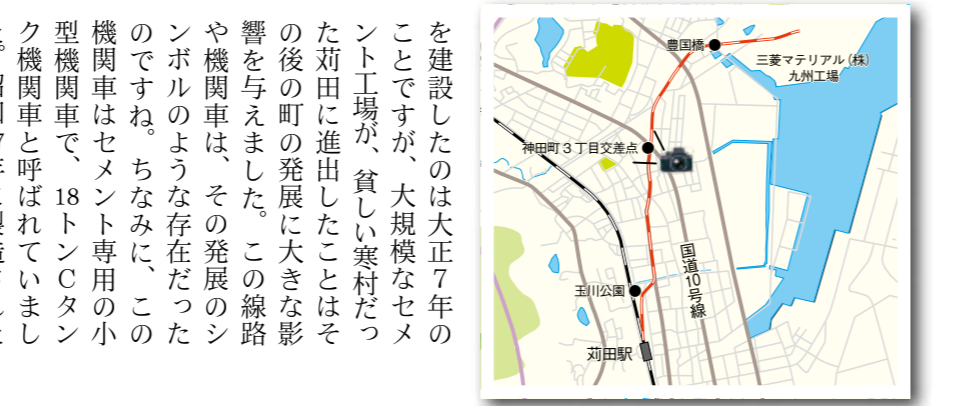 を建設したのは大正７年の
ことですが、大規模なセメ
ント工場が、貧しい寒村だっ
た苅田に進出したことはそ
の後の町の発展に大きな影
響を与えました。この線路
や機関車は、その発展のシ
ンボルのような存在だった
のですね。ちなみに、この
機関車はセメント専用の小
型機関車で、18トンＣタン
ク機関車と呼ばれていまし
豊国橋
三菱マテリアル（株）
九州工場
神田町３丁目交差点
国道10号線
玉川公園
苅田駅